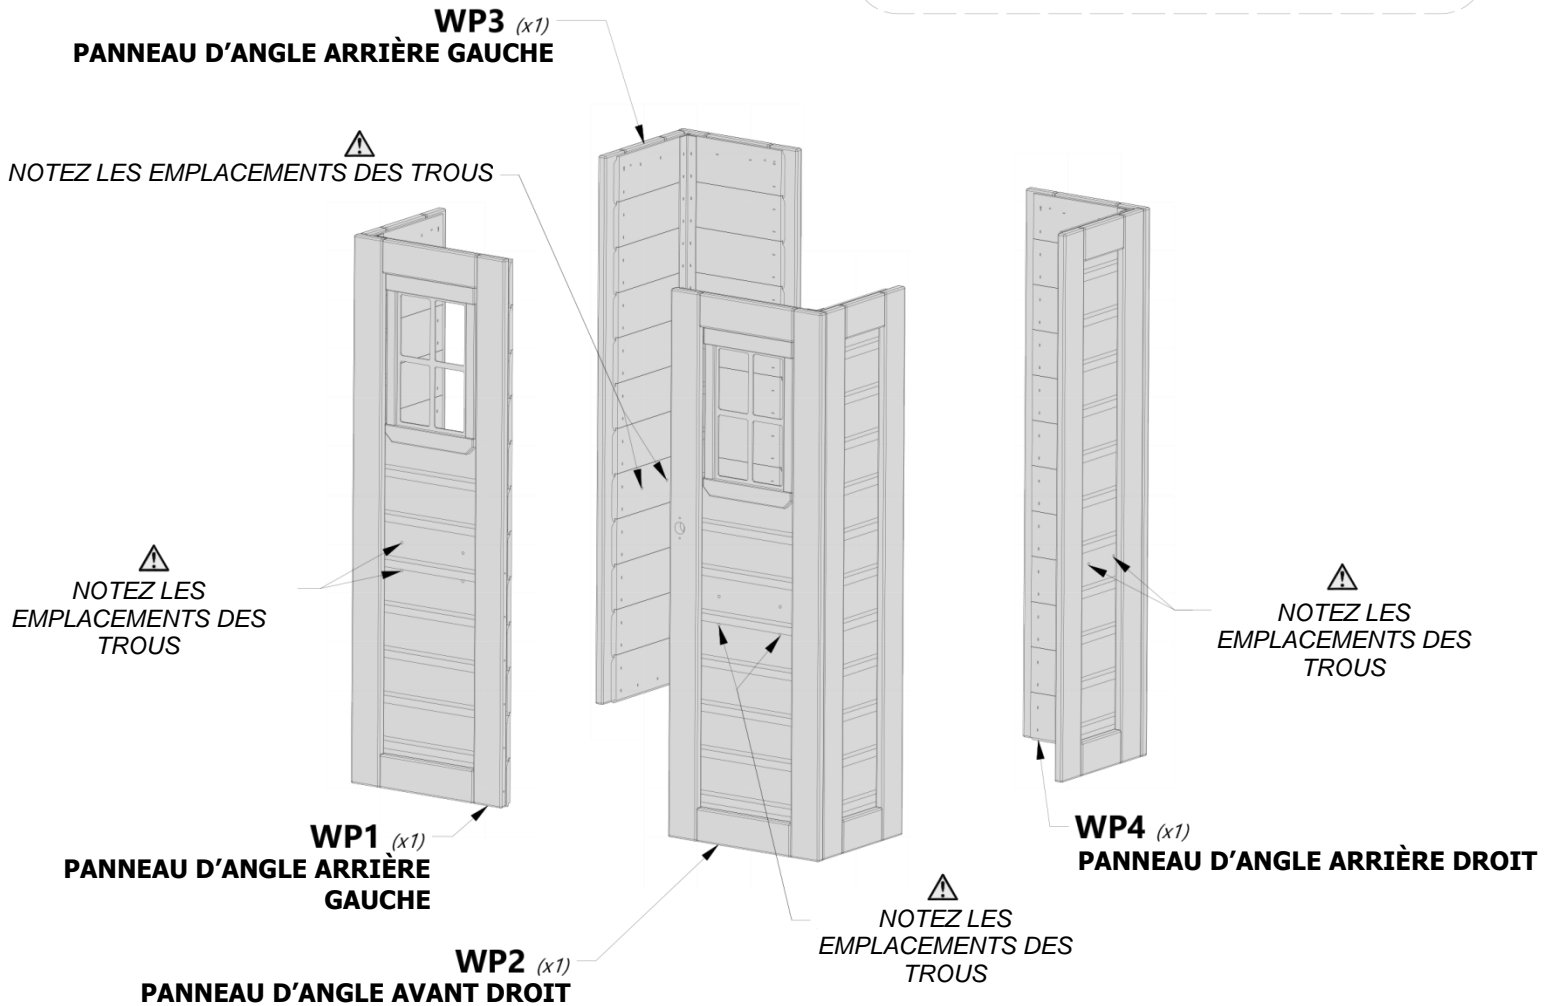 WP3 (x1)
PANNEAU D’ANGLE ARRIÈRE GAUCHE
NOTEZ LES EMPLACEMENTS DES TROUS
NOTEZ LES
EMPLACEMENTS DES
TROUS
NOTEZ LES
EMPLACEMENTS DES
TROUS
WP1 (x1)
PANNEAU D’ANGLE ARRIÈRE
GAUCHE
WP4 (x1)
PANNEAU D’ANGLE ARRIÈRE DROIT
NOTEZ LES
EMPLACEMENTS DES
TROUS
WP2 (x1)
PANNEAU D’ANGLE AVANT DROIT